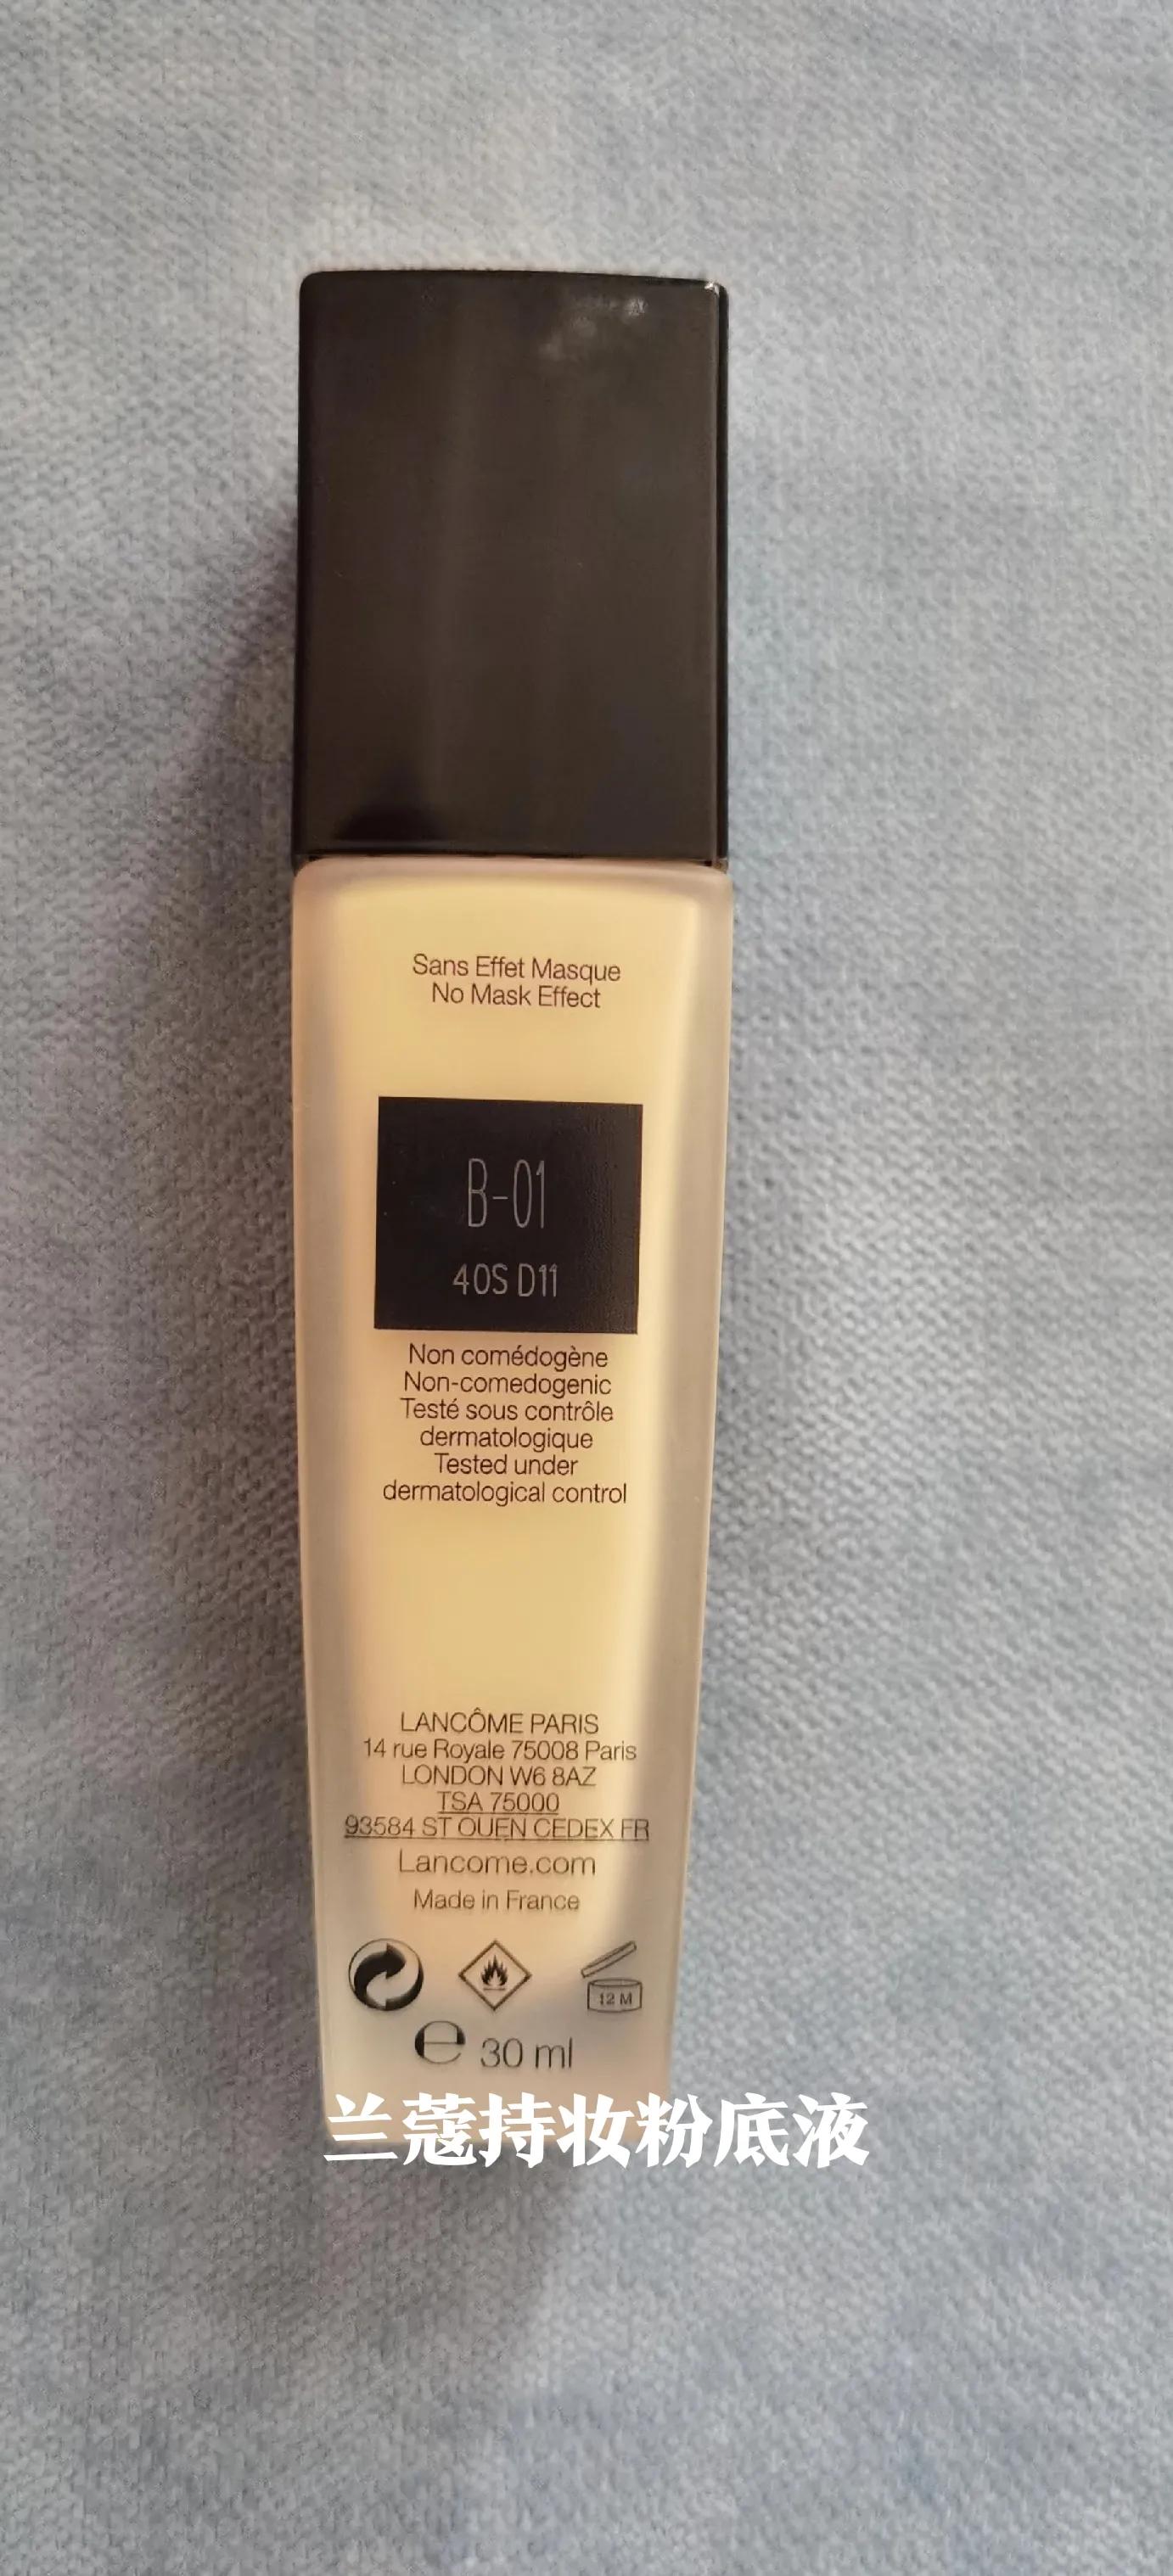 Sans Effet Masque
No Mask Effect
B-01
40S D11
Non comédogène
Non-comedogenic
Testé sous contrôle
dermatologique
Tested under
dermatological control
LANCÔME PARIS
14 rue Royale 75008 Paris
LONDON W6 8AZ
TSA 75000
93584 ST OUEN CEDEX FR
Lancome.com
Made in France
12 M
e 30 ml
兰蔻持妆粉底液